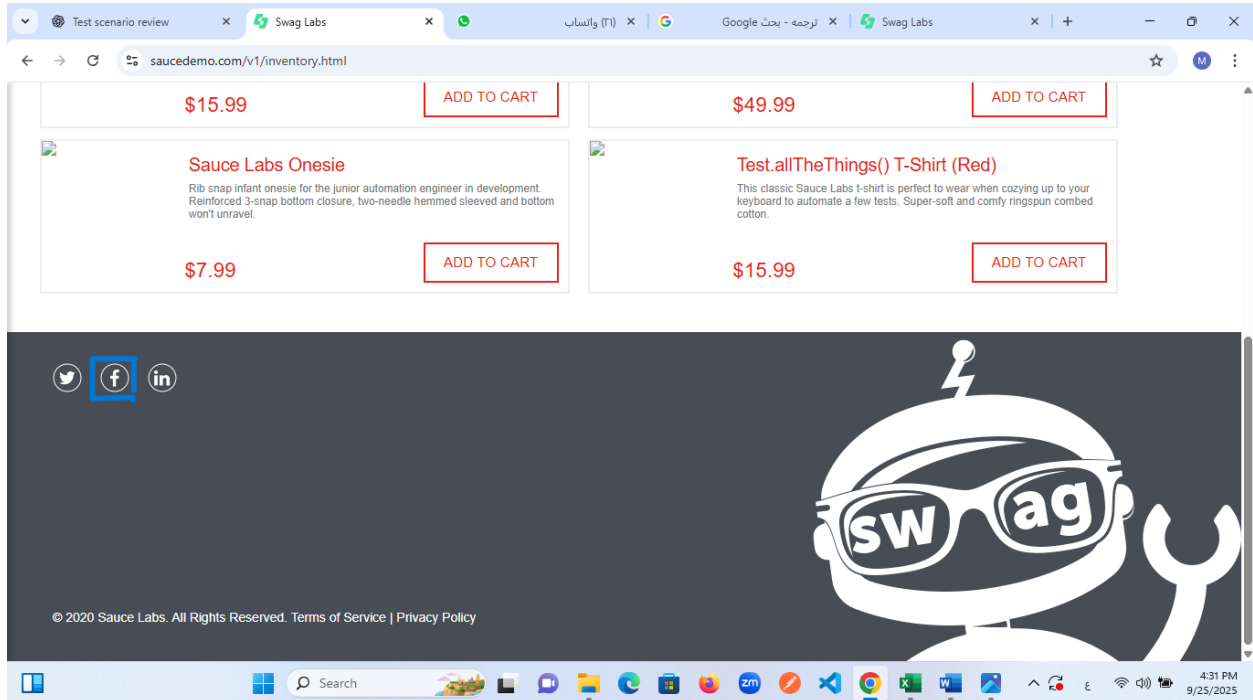 Test scenario review
Swag Labs
(٢١) واتساب
ترجمه - بحث Google
Swag Labs
saucedemo.com/v1/inventory.html
M
$15.99
ADD TO CART
$49.99
ADD TO CART
Sauce Labs Onesie
Rib snap infant onesie for the junior automation engineer in development.
Reinforced 3-snap bottom closure, two-needle hemmed sleeved and bottom
won't unravel.
$7.99
ADD TO CART
Test.allTheThings() T-Shirt (Red)
This classic Sauce Labs t-shirt is perfect to wear when cozying up to your
keyboard to automate a few tests. Super-soft and comfy ringspun combed
cotton.
$15.99
ADD TO CART
sw ag
© 2020 Sauce Labs. All Rights Reserved. Terms of Service | Privacy Policy
Search
zm
ع
4:31 PM
9/25/2025